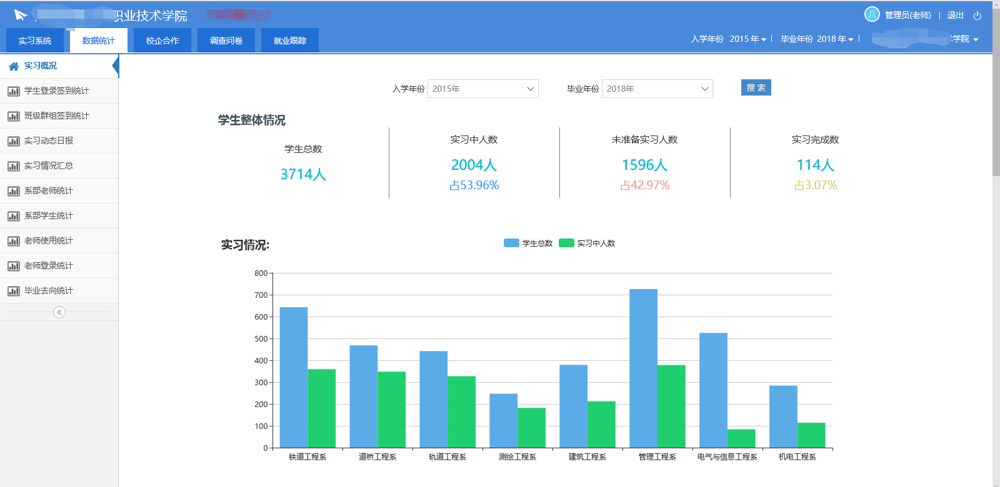 职业技术学院
管理员(老师) | 退出
实习系统 数据统计 校企合作 调查问卷 就业跟踪
入学年份 2015 年 | 毕业年份 2018 年 | 学院
实习概况
学生登录签到统计
班级群组签到统计
实习动态日报
实习情况汇总
系部老师统计
系部学生统计
老师使用统计
老师登录统计
毕业去向统计
入学年份 2015年 毕业年份 2018年 搜 索
学生整体情况
学生总数
3714人
实习中人数
2004人
占53.96%
未准备实习人数
1596人
占42.97%
实习完成数
114人
占3.07%
实习情况:
学生总数 实习中人数
800
700
600
500
400
300
200
100
0
铁道工程系 道桥工程系 轨道工程系 测绘工程系 建筑工程系 管理工程系 电气与信息工程系 机电工程系